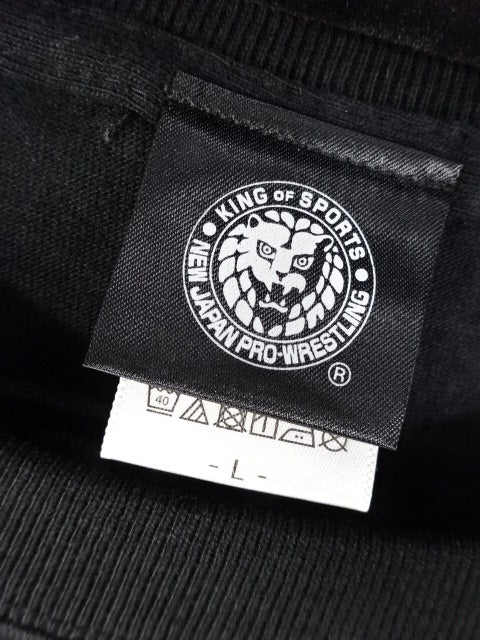 KING OF SPORTS
NEW JAPAN PRO-WRESTLING
®
40
- L -